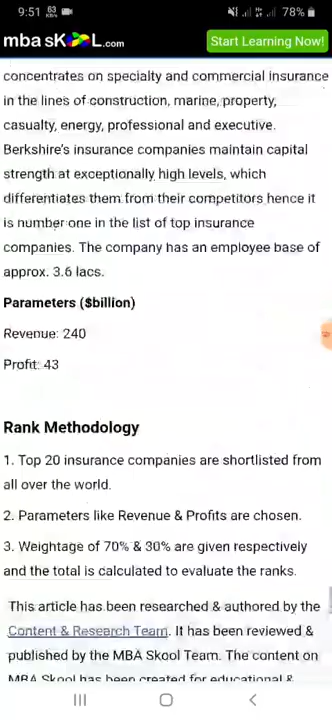 9:51 63 KB/s 78%
mba skOOL.com Start Learning Now!
concentrates on specialty and commercial insurance
in the lines of construction, marine, property,
casualty, energy, professional and executive.
Berkshire's insurance companies maintain capital
strength at exceptionally high levels, which
differentiates them from their competitors hence it
is number one in the list of top insurance
companies. The company has an employee base of
approx. 3.6 lacs.
Parameters ($billion)
Revenue: 240
Profit: 43
Rank Methodology
1. Top 20 insurance companies are shortlisted from
all over the world.
2. Parameters like Revenue & Profits are chosen.
3. Weightage of 70% & 30% are given respectively
and the total is calculated to evaluate the ranks.
This article has been researched & authored by the
Content & Research Team. It has been reviewed &
published by the MBA Skool Team. The content on
MBA Skool has been created for educational &